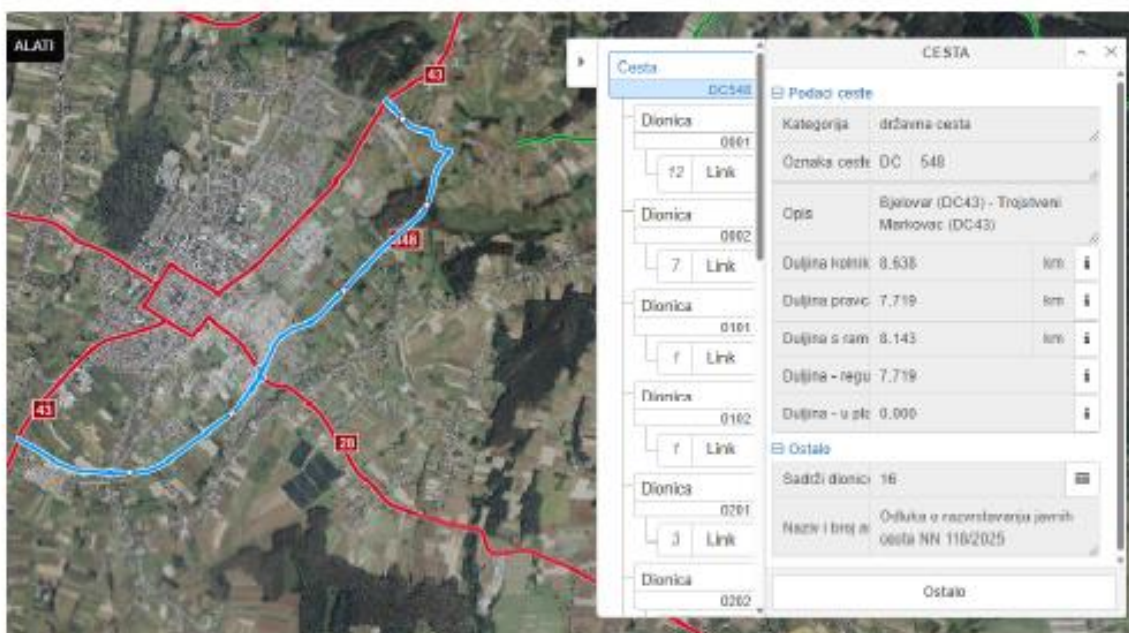 ALATI
43
548
43
28
Cesta
DC548
Dionica
0001
12 Link
Dionica
0002
7 Link
Dionica
0101
1 Link
Dionica
0102
1 Link
Dionica
0201
3 Link
Dionica
0202
CESTA
Podaci ceste
Kategorija državna cesta
Oznaka ceste DC 548
Opis Bjelovar (DC43) - Trojstveni
Markovac (DC43)
Duljina kolnik 8.638 km i
Duljina pravc 7.719 km i
Duljina s ram 8.143 km i
Duljina - regu 7.719 i
Duljina - u plo 0.000 i
Ostalo
Sadrži dionici 16
Naziv i broj a Odluka o razvrstavanju javnih
cesta NN 118/2025
Ostalo